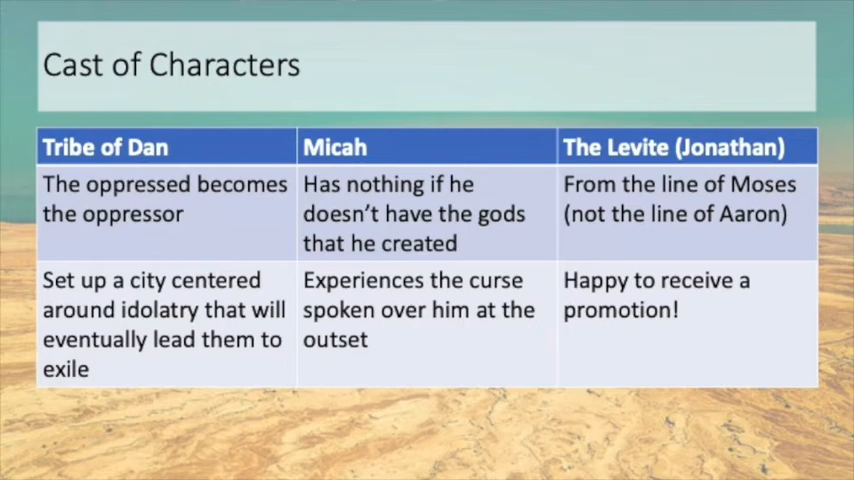 Cast of Characters
Tribe of Dan
Micah
The Levite (Jonathan)
The oppressed becomes
the oppressor
Has nothing if he
doesn’t have the gods
that he created
From the line of Moses
(not the line of Aaron)
Set up a city centered
around idolatry that will
eventually lead them to
exile
Experiences the curse
spoken over him at the
outset
Happy to receive a
promotion!